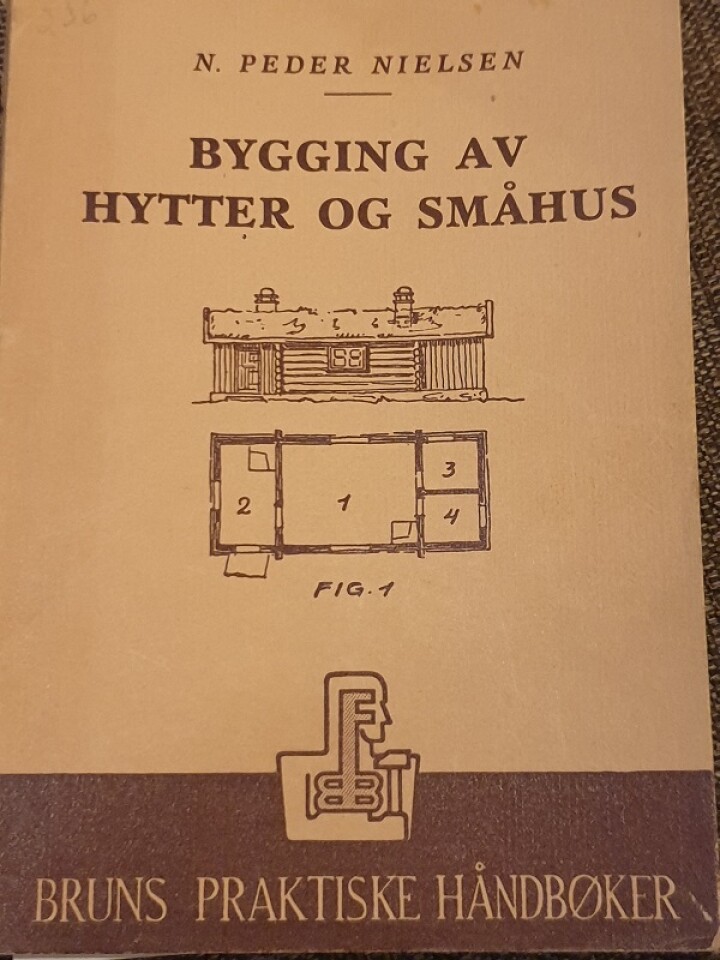 N. PEDER NIELSEN
BYGGING AV
HYTTER OG SMÅHUS
2
1
3
4
FIG. 1
BRUNS PRAKTISKE HÅNDBØKER